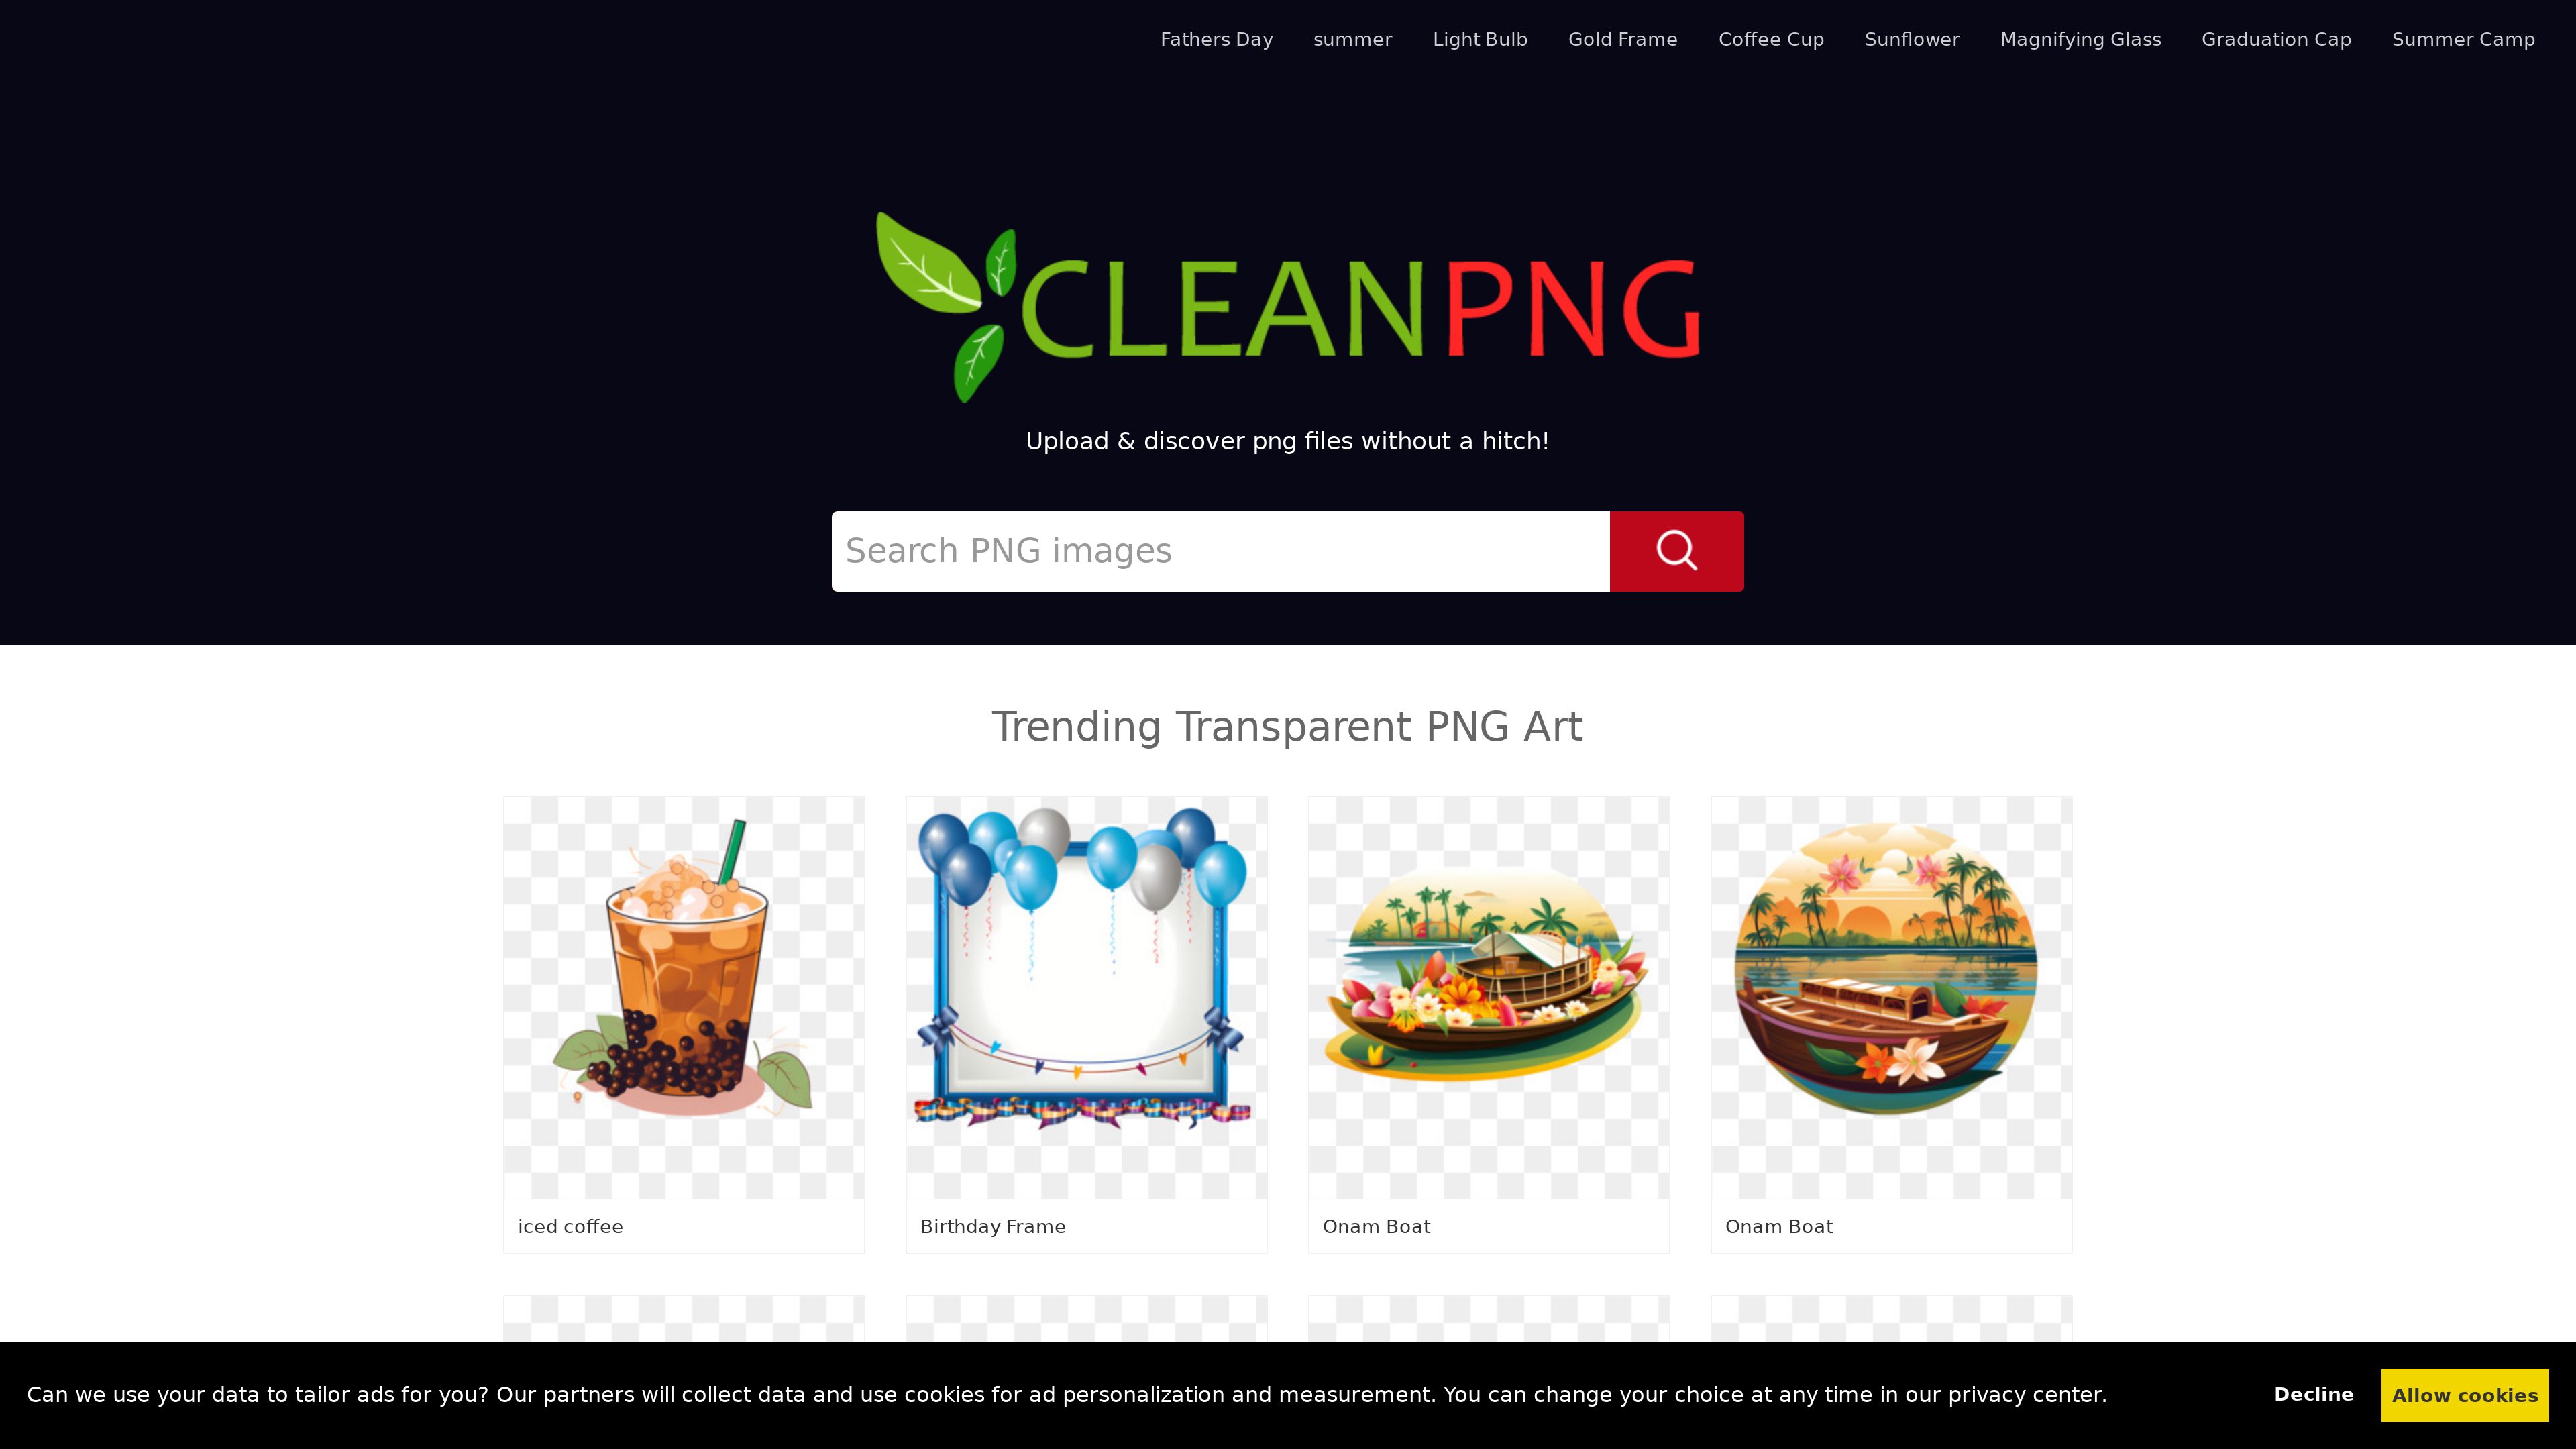 Fathers Day summer Light Bulb Gold Frame Coffee Cup Sunflower Magnifying Glass Graduation Cap Summer Camp
CLEANPNG
Upload & discover png files without a hitch!
Search PNG images
Trending Transparent PNG Art
iced coffee
Birthday Frame
Onam Boat
Onam Boat
Can we use your data to tailor ads for you? Our partners will collect data and use cookies for ad personalization and measurement. You can change your choice at any time in our privacy center.
Decline
Allow cookies